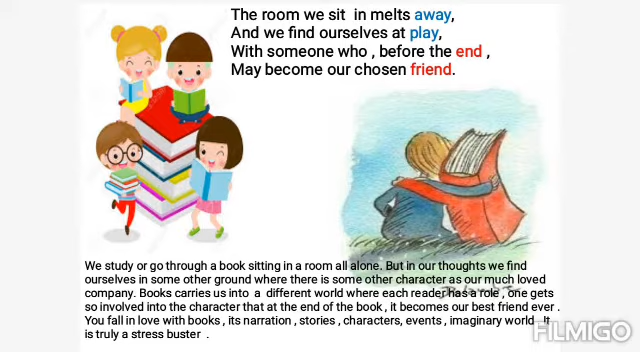 The room we sit in melts away,
And we find ourselves at play,
With someone who , before the end ,
May become our chosen friend.
We study or go through a book sitting in a room all alone. But in our thoughts we find
ourselves in some other ground where there is some other character as our much loved
company. Books carries us into a different world where each reader has a role , one gets
so involved into the character that at the end of the book , it becomes our best friend ever .
You fall in love with books , its narration , stories , characters, events , imaginary world It
is truly a stress buster .
FILMIGO